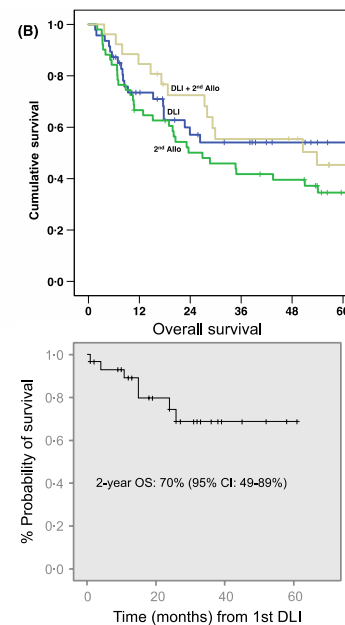 (B)
1·0
0·8
0·6
0·4
0·2
0·0
Cumulative survival
DLI + 2nd Allo
DLI
2nd Allo
0 12 24 36 48 60
Overall survival
1·0
0·8
0·6
0·4
0·2
0·0
% Probability of survival
2-year OS: 70% (95% CI: 49-89%)
0 20 40 60
Time (months) from 1st DLI